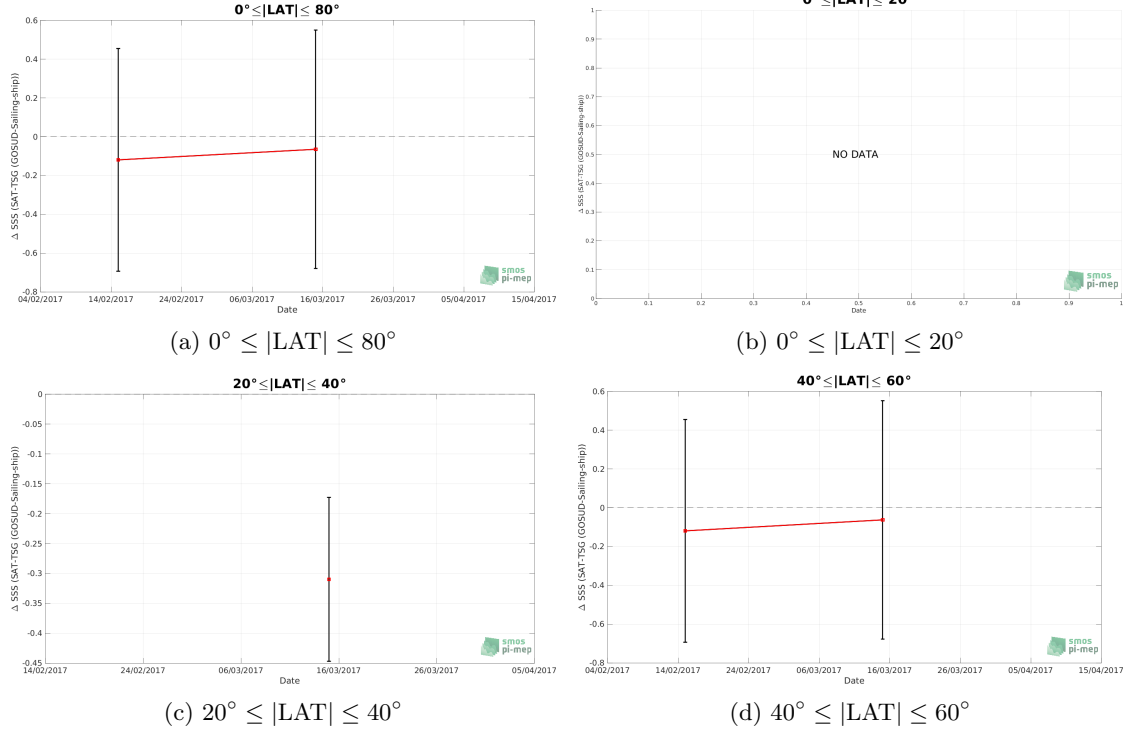 0°≤|LAT|≤ 80°
Δ SSS (SAT-TSG (GOSUD-Sailing-ship))
0.6
0.4
0.2
0
-0.2
-0.4
-0.6
-0.8
04/02/2017 14/02/2017 24/02/2017 06/03/2017 16/03/2017 26/03/2017 05/04/2017 15/04/2017
Date
smos
pi-mep
(a) 0° ≤ |LAT| ≤ 80°
0°≤|LAT|≤ 20°
Δ SSS (SAT-TSG (GOSUD-Sailing-ship))
1
0.9
0.8
0.7
0.6
0.5
0.4
0.3
0.2
0.1
0
NO DATA
0 0.1 0.2 0.3 0.4 0.5 0.6 0.7 0.8 0.9 1
Date
smos
pi-mep
(b) 0° ≤ |LAT| ≤ 20°
20°≤|LAT|≤ 40°
Δ SSS (SAT-TSG (GOSUD-Sailing-ship))
0
-0.05
-0.1
-0.15
-0.2
-0.25
-0.3
-0.35
-0.4
-0.45
14/02/2017 24/02/2017 06/03/2017 16/03/2017 26/03/2017 05/04/2017
Date
smos
pi-mep
(c) 20° ≤ |LAT| ≤ 40°
40°≤|LAT|≤ 60°
Δ SSS (SAT-TSG (GOSUD-Sailing-ship))
0.6
0.4
0.2
0
-0.2
-0.4
-0.6
-0.8
04/02/2017 14/02/2017 24/02/2017 06/03/2017 16/03/2017 26/03/2017 05/04/2017 15/04/2017
Date
smos
pi-mep
(d) 40° ≤ |LAT| ≤ 60°